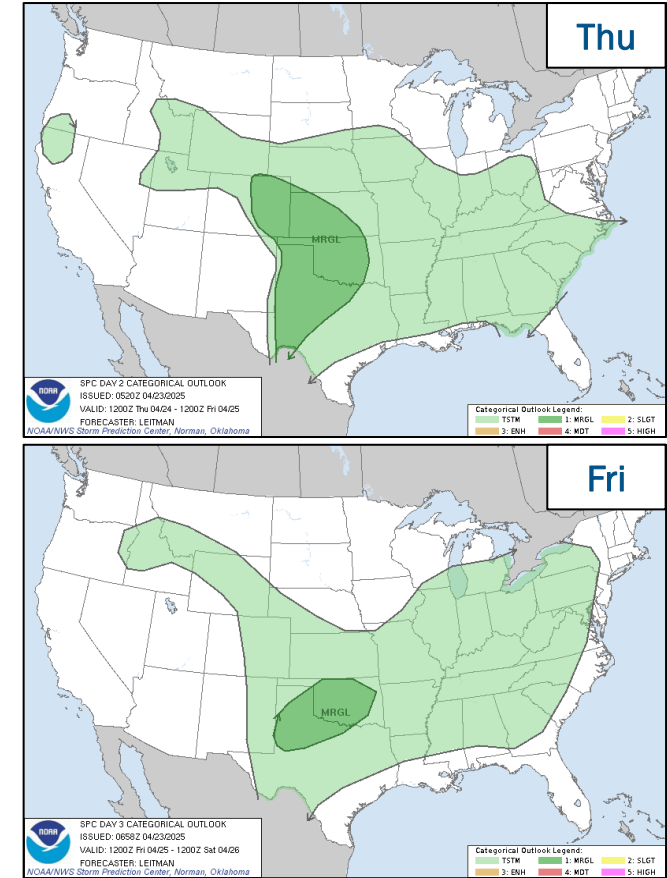 Thu
MRGL
NOAA
SPC DAY 2 CATEGORICAL OUTLOOK
ISSUED: 0520Z 04/23/2025
VALID: 1200Z Thu 04/24 - 1200Z Fri 04/25
FORECASTER: LEITMAN
NOAA/NWS Storm Prediction Center, Norman, Oklahoma
Categorical Outlook Legend:
TSTM 1: MRGL 2: SLGT
3: ENH 4: MDT 5: HIGH
Fri
MRGL
NOAA
SPC DAY 3 CATEGORICAL OUTLOOK
ISSUED: 0658Z 04/23/2025
VALID: 1200Z Fri 04/25 - 1200Z Sat 04/26
FORECASTER: LEITMAN
NOAA/NWS Storm Prediction Center, Norman, Oklahoma
Categorical Outlook Legend:
TSTM 1: MRGL 2: SLGT
3: ENH 4: MDT 5: HIGH